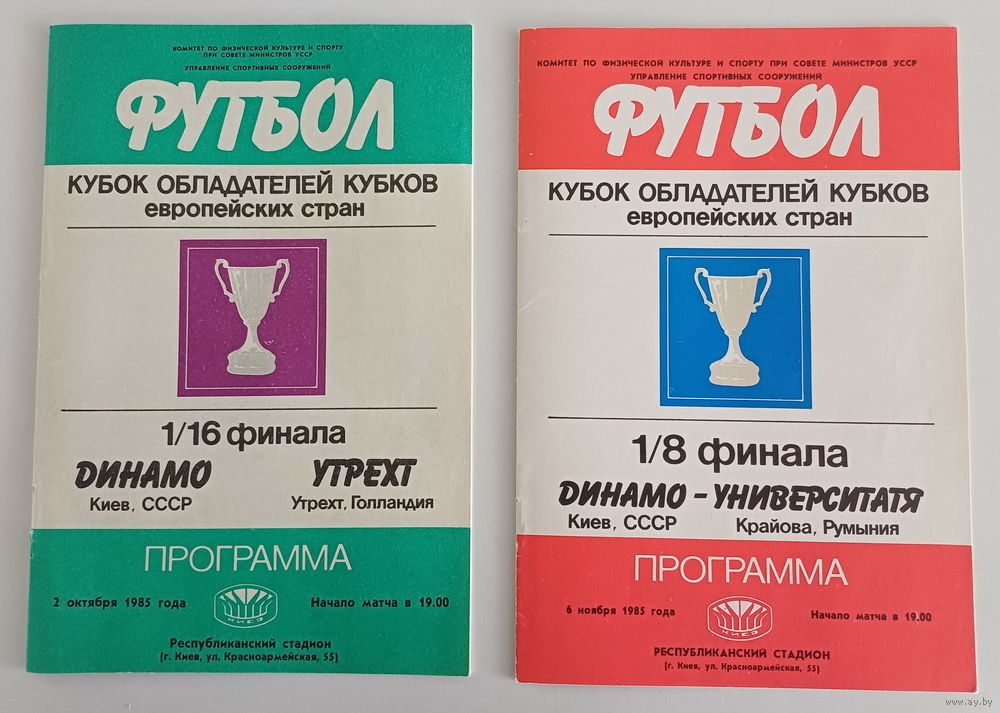 КОМИТЕТ ПО ФИЗИЧЕСКОЙ КУЛЬТУРЕ И СПОРТУ
ПРИ СОВЕТЕ МИНИСТРОВ УССР
УПРАВЛЕНИЕ СПОРТИВНЫХ СООРУЖЕНИЙ
ФУТБОЛ
КУБОК ОБЛАДАТЕЛЕЙ КУБКОВ
европейских стран
1/16 финала
ДИНАМО УТРЕХТ
Киев, СССР Утрехт, Голландия
ПРОГРАММА
2 октября 1985 года Начало матча в 19.00
КИЕВ
Республиканский стадион
(г. Киев, ул. Красноармейская, 55)
КОМИТЕТ ПО ФИЗИЧЕСКОЙ КУЛЬТУРЕ И СПОРТУ ПРИ СОВЕТЕ МИНИСТРОВ УССР
УПРАВЛЕНИЕ СПОРТИВНЫХ СООРУЖЕНИЙ
ФУТБОЛ
КУБОК ОБЛАДАТЕЛЕЙ КУБКОВ
европейских стран
1/8 финала
ДИНАМО – УНИВЕРСИТАТЯ
Киев, СССР Крайова, Румыния
ПРОГРАММА
6 ноября 1985 года Начало матча в 19.00
КИЕВ
РЕСПУБЛИКАНСКИЙ СТАДИОН
(г. Киев, ул. Красноармейская, 55)
www.ay.by